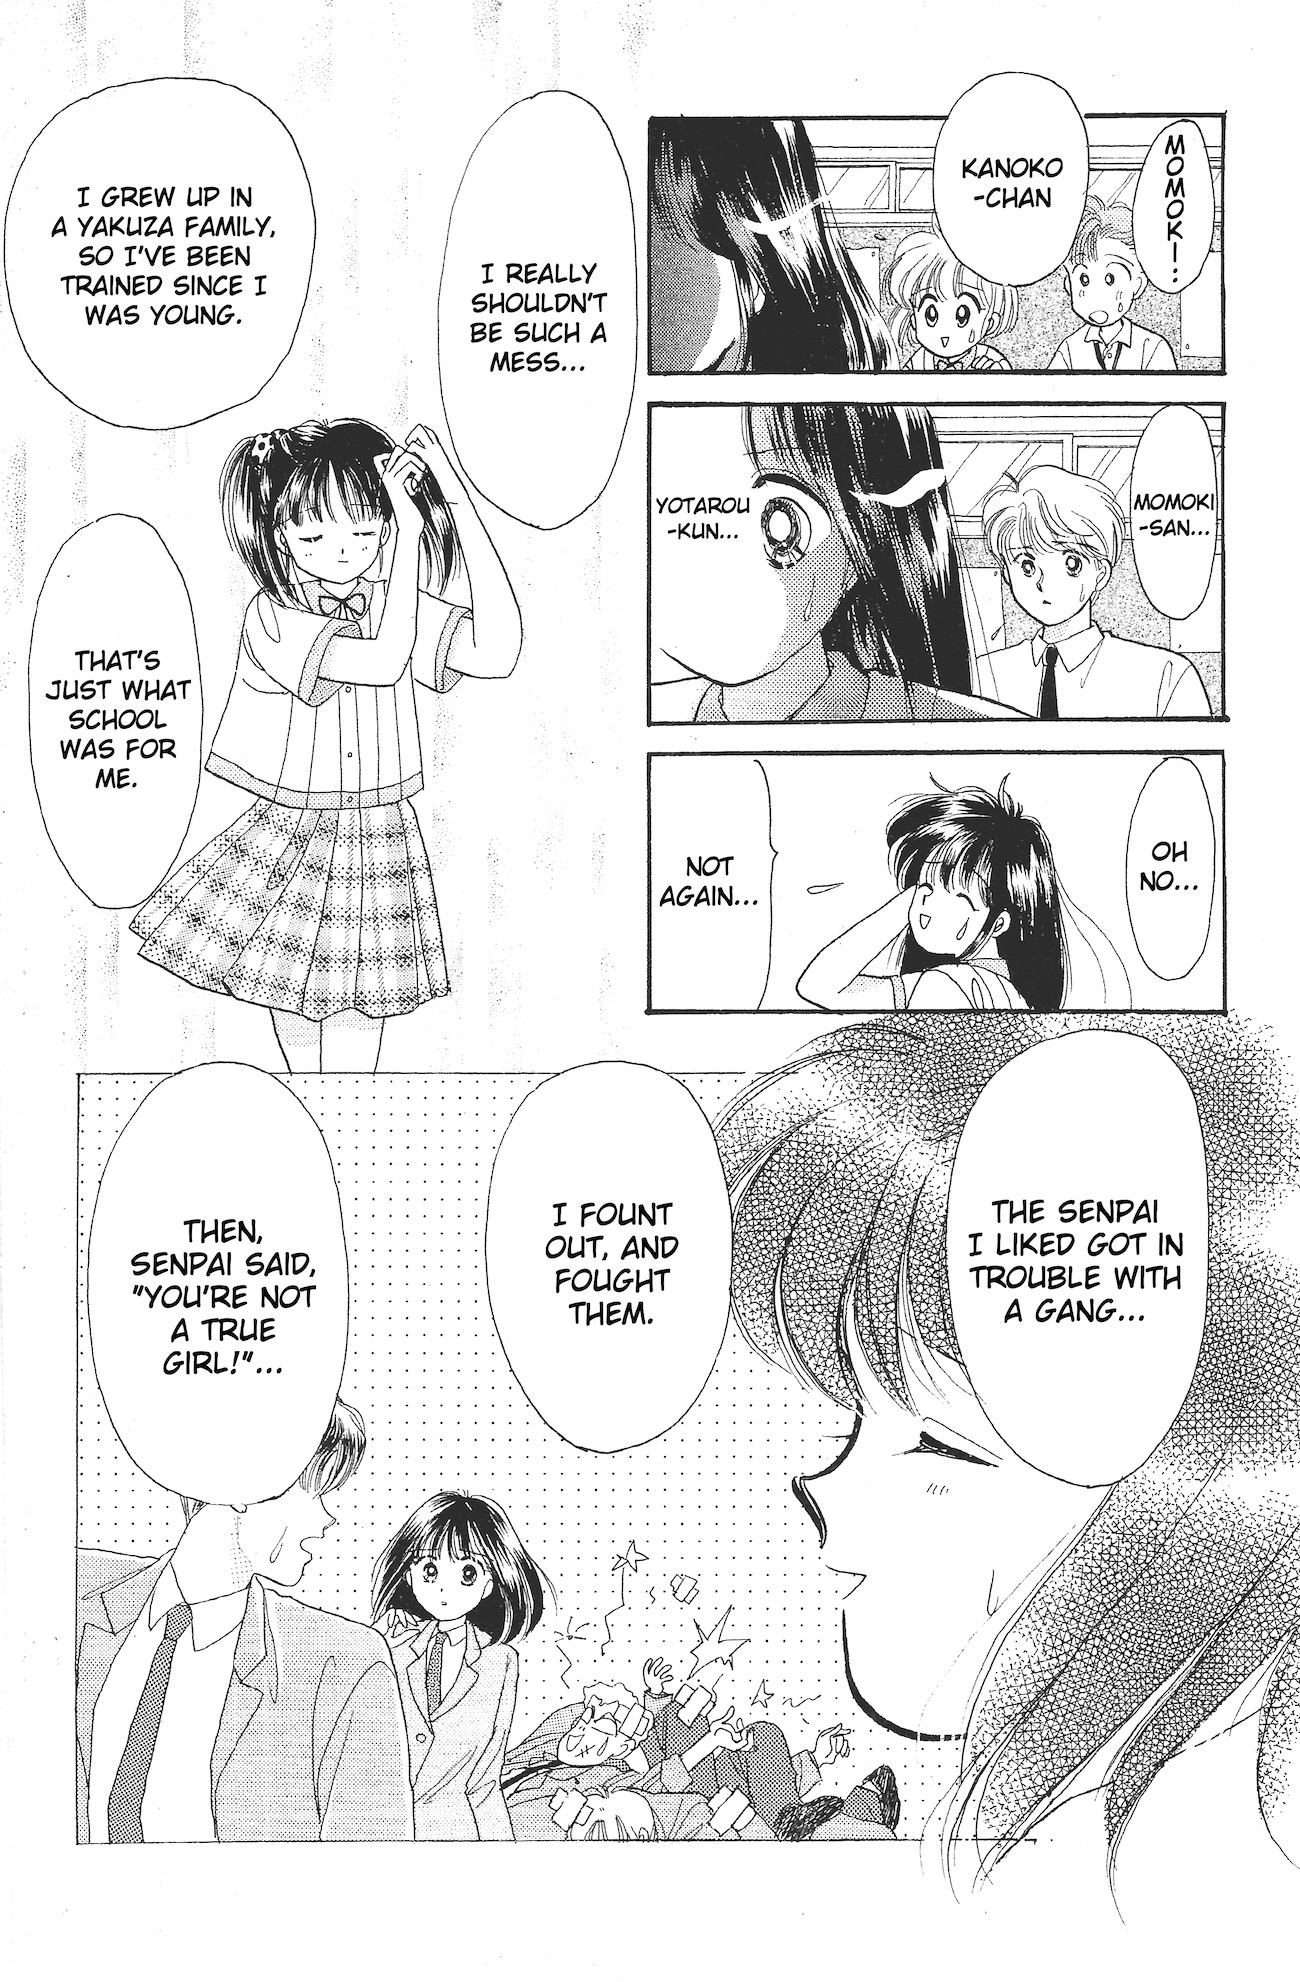 MOMOKI...
KANOKO
-CHAN
MOMOKI
-SAN...
YOTAROU
-KUN...
OH
NO...
NOT
AGAIN...
I REALLY
SHOULDN'T
BE SUCH A
MESS...
I GREW UP IN
A YAKUZA FAMILY,
SO I'VE BEEN
TRAINED SINCE I
WAS YOUNG.
THAT'S
JUST WHAT
SCHOOL
WAS FOR
ME.
THE SENPAI
I LIKED GOT IN
TROUBLE WITH
A GANG...
I FOUNT
OUT, AND
FOUGHT
THEM.
THEN,
SENPAI SAID,
"YOU'RE NOT
A TRUE
GIRL!"...